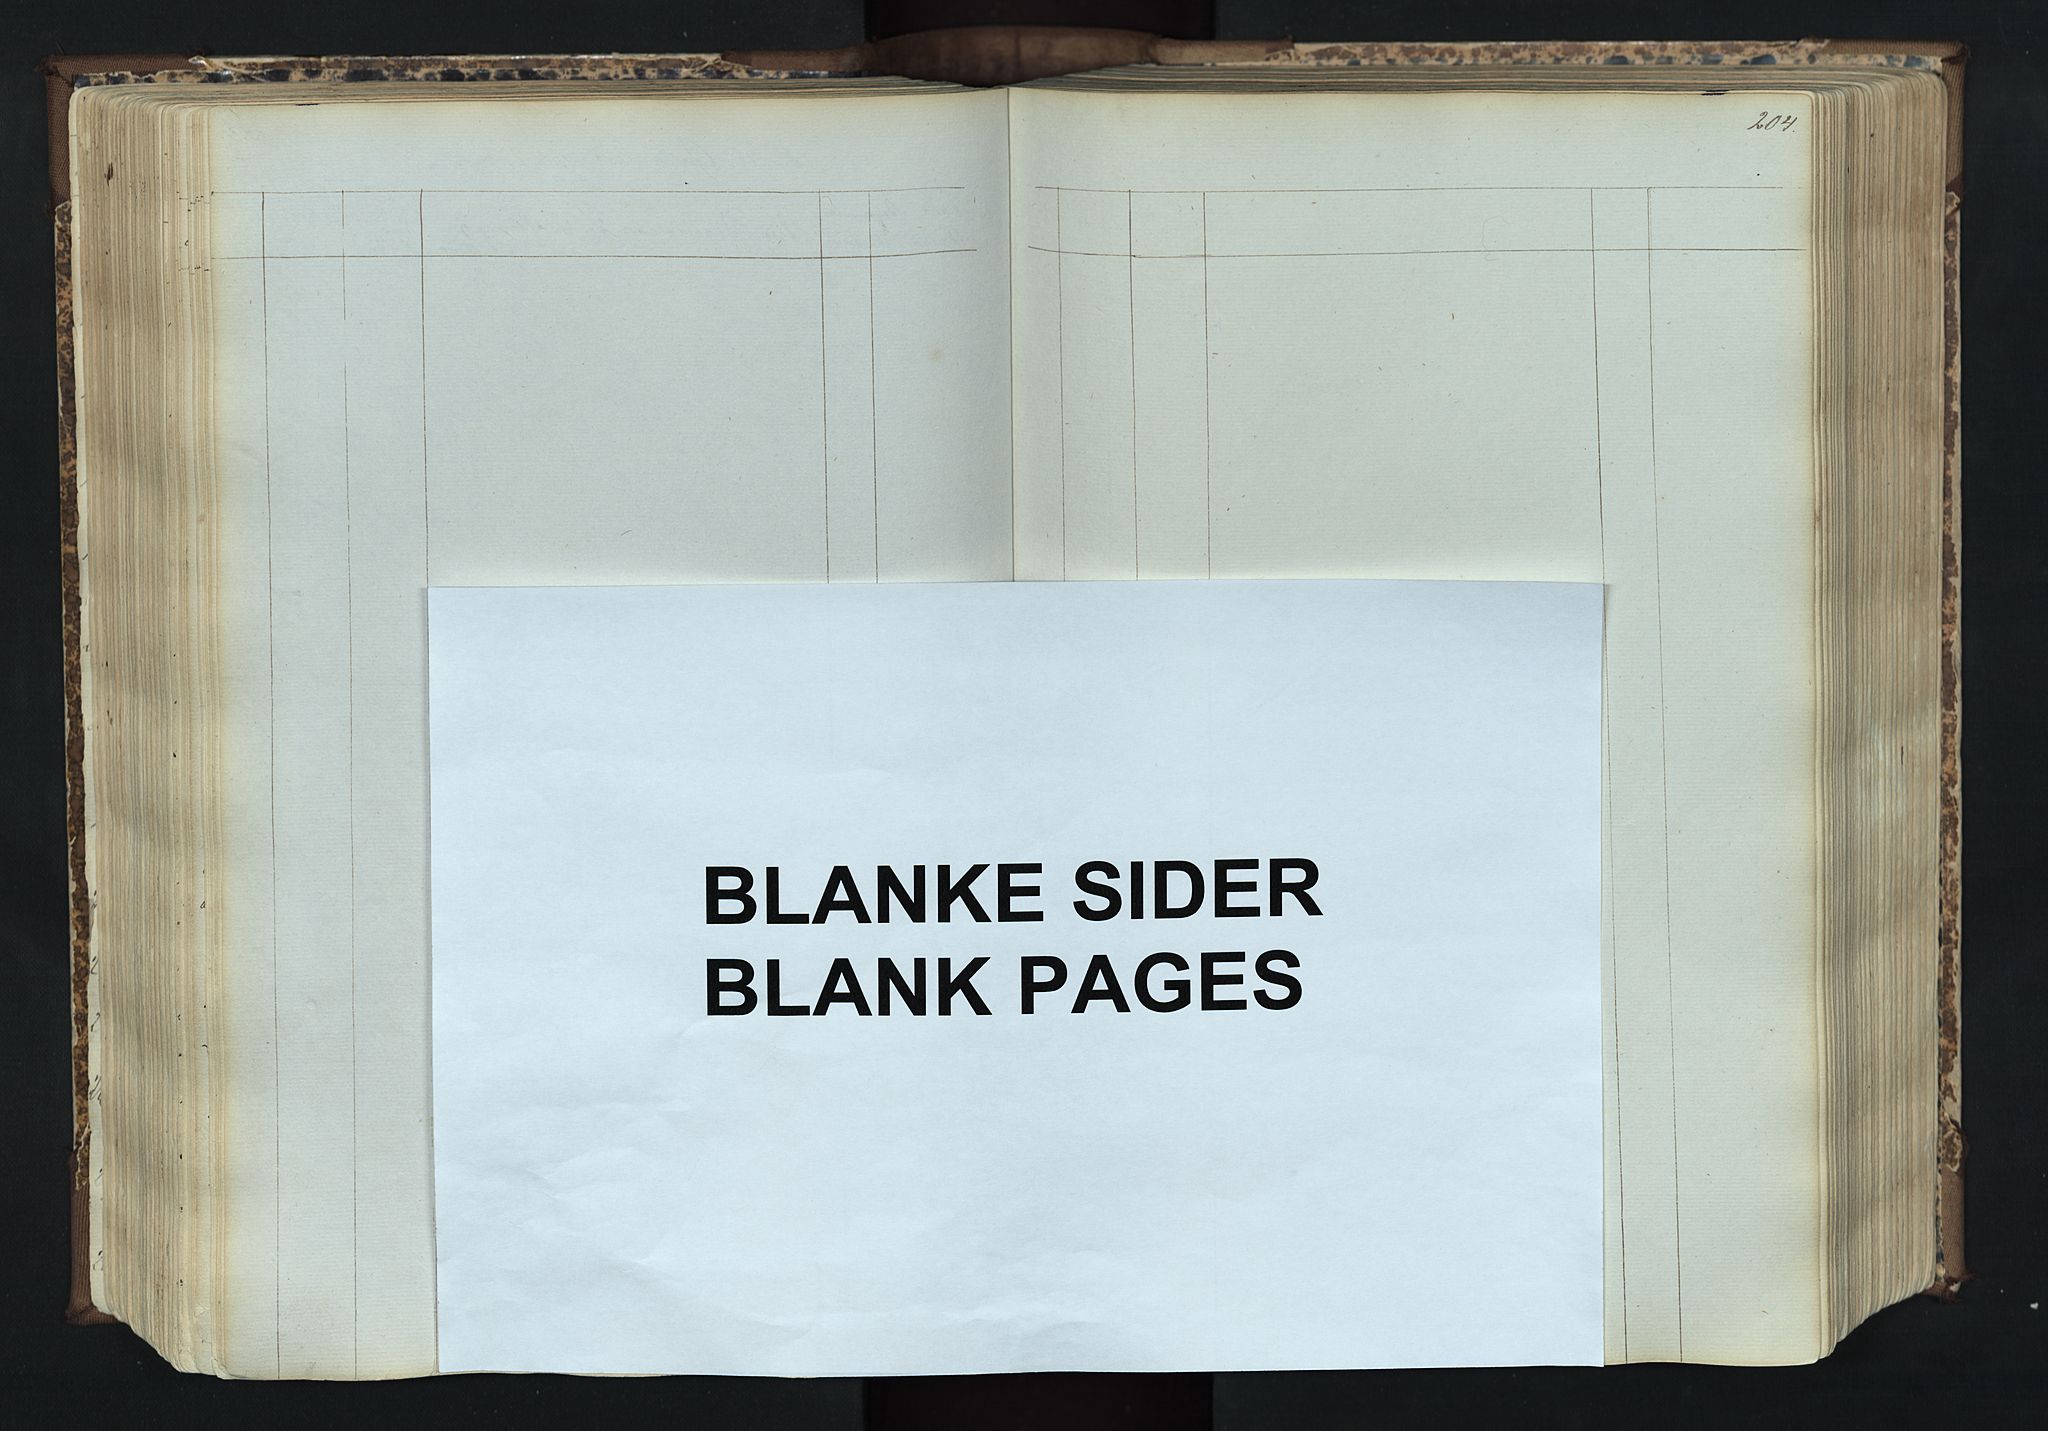 204.
BLANKE SIDER
BLANK PAGES